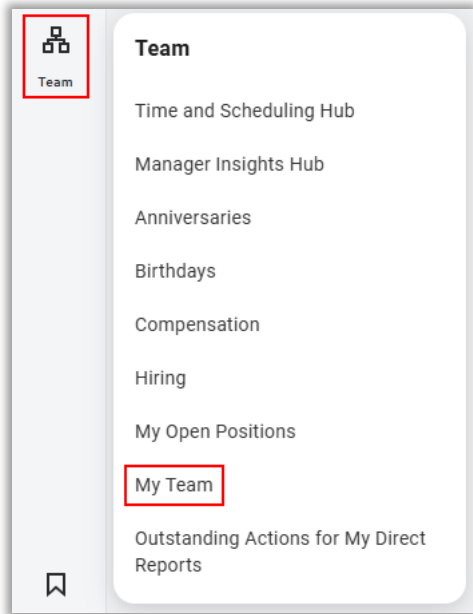 Team
Team
Time and Scheduling Hub
Manager Insights Hub
Anniversaries
Birthdays
Compensation
Hiring
My Open Positions
My Team
Outstanding Actions for My Direct
Reports